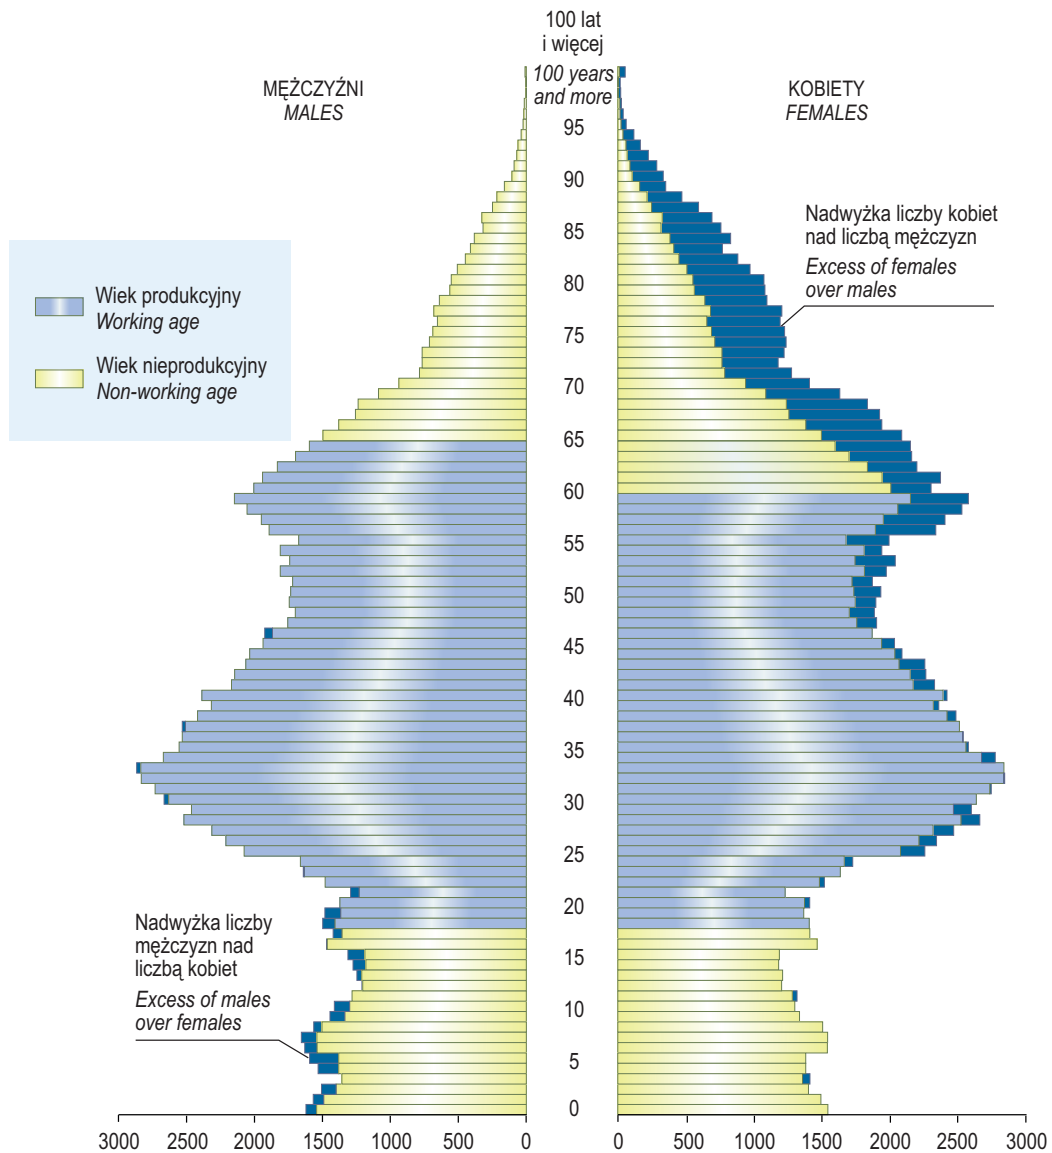 100 lat
i więcej
100 years
and more
MĘŻCZYŹNI
MALES
KOBIETY
FEMALES
95
90
85
80
75
70
65
60
55
50
45
40
35
30
25
20
15
10
5
0
Nadwyżka liczby kobiet
nad liczbą mężczyzn
Excess of females
over males
Wiek produkcyjny
Working age
Wiek nieprodukcyjny
Non-working age
Nadwyżka liczby
mężczyzn nad
liczbą kobiet
Excess of males
over females
3000 2500 2000 1500 1000 500 0
0 500 1000 1500 2000 2500 3000